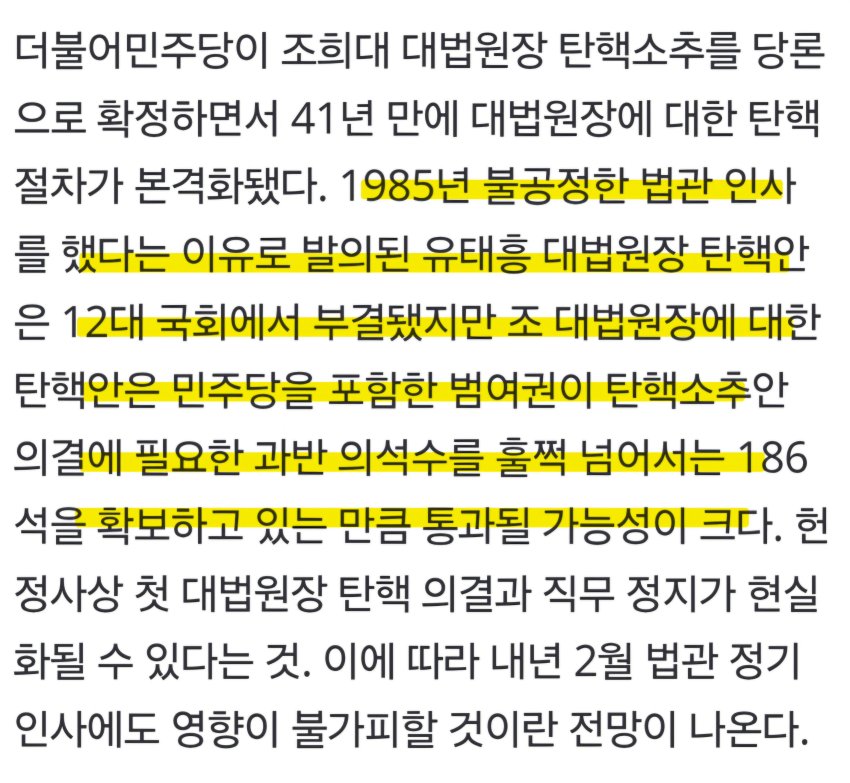 더불어민주당이 조희대 대법원장 탄핵소추를 당론
으로 확정하면서 41년 만에 대법원장에 대한 탄핵
절차가 본격화됐다. 1985년 불공정한 법관 인사
를 했다는 이유로 발의된 유태흥 대법원장 탄핵안
은 12대 국회에서 부결됐지만 조 대법원장에 대한
탄핵안은 민주당을 포함한 범여권이 탄핵소추안
의결에 필요한 과반 의석수를 훌쩍 넘어서는 186
석을 확보하고 있는 만큼 통과될 가능성이 크다. 헌
정사상 첫 대법원장 탄핵 의결과 직무 정지가 현실
화될 수 있다는 것. 이에 따라 내년 2월 법관 정기
인사에도 영향이 불가피할 것이란 전망이 나온다.